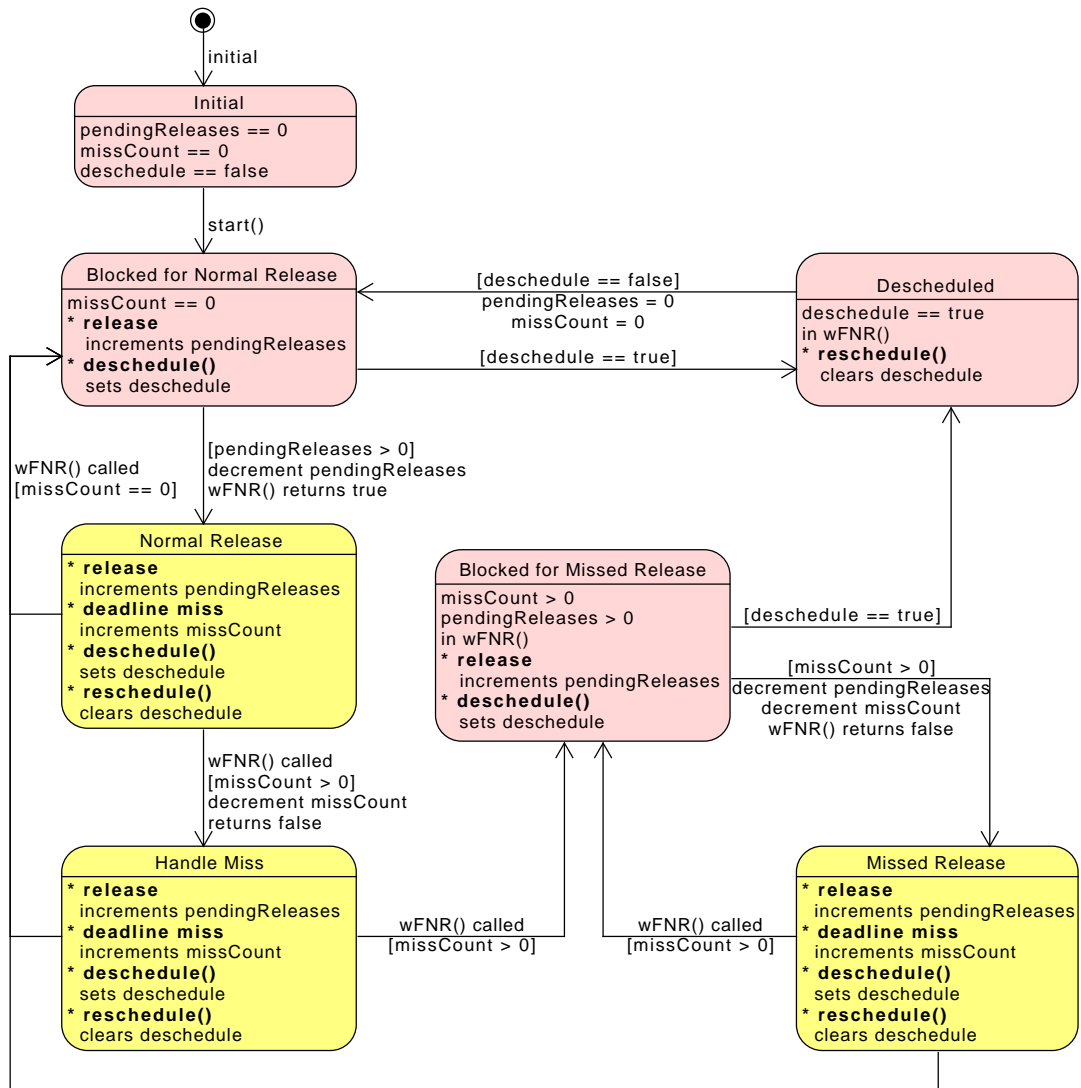 initial
Initial
pendingReleases == 0
missCount == 0
deschedule == false
start()
Blocked for Normal Release
missCount == 0
* release
increments pendingReleases
* deschedule()
sets deschedule
[deschedule == false]
pendingReleases = 0
missCount = 0
[deschedule == true]
Descheduled
deschedule == true
in wFNR()
* reschedule()
clears deschedule
wFNR() called
[missCount == 0]
[pendingReleases > 0]
decrement pendingReleases
wFNR() returns true
Normal Release
* release
increments pendingReleases
* deadline miss
increments missCount
* deschedule()
sets deschedule
* reschedule()
clears deschedule
Blocked for Missed Release
missCount > 0
pendingReleases > 0
in wFNR()
* release
increments pendingReleases
* deschedule()
sets deschedule
[deschedule == true]
[missCount > 0]
decrement pendingReleases
decrement missCount
wFNR() returns false
wFNR() called
[missCount > 0]
decrement missCount
returns false
Handle Miss
* release
increments pendingReleases
* deadline miss
increments missCount
* deschedule()
sets deschedule
* reschedule()
clears deschedule
wFNR() called
[missCount > 0]
wFNR() called
[missCount > 0]
Missed Release
* release
increments pendingReleases
* deadline miss
increments missCount
* deschedule()
sets deschedule
* reschedule()
clears deschedule